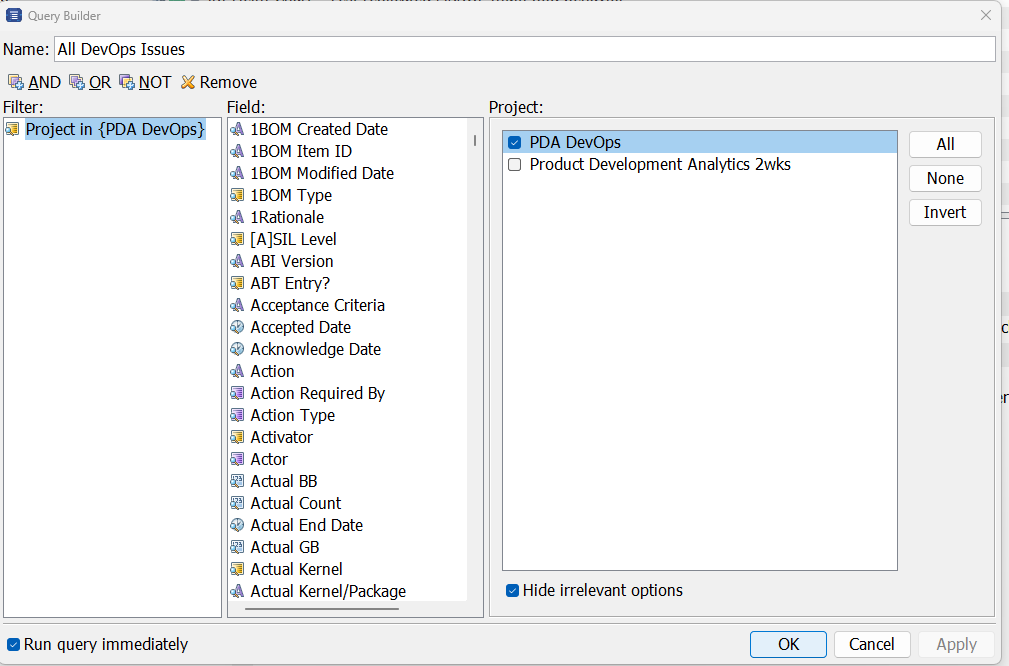 Query Builder
Name: All DevOps Issues
AND OR NOT Remove
Filter:
Project in {PDA DevOps}
Field:
1BOM Created Date
1BOM Item ID
1BOM Modified Date
1BOM Type
1Rationale
[A]SIL Level
ABI Version
ABT Entry?
Acceptance Criteria
Accepted Date
Acknowledge Date
Action
Action Required By
Action Type
Activator
Actor
Actual BB
Actual Count
Actual End Date
Actual GB
Actual Kernel
Actual Kernel/Package
Project:
PDA DevOps
Product Development Analytics 2wks
All
None
Invert
Hide irrelevant options
Run query immediately
OK Cancel Apply